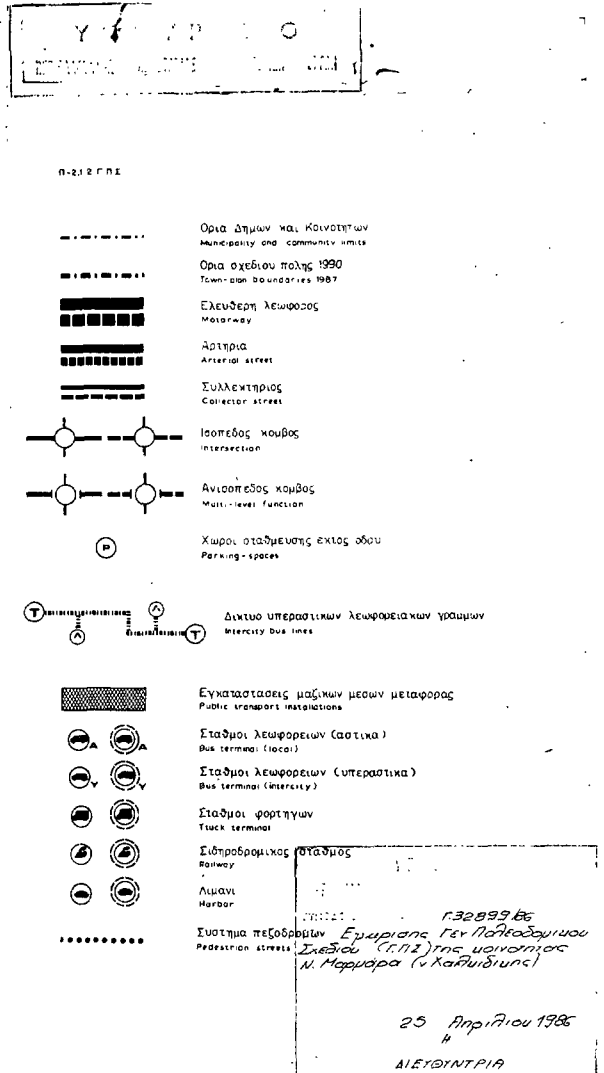 Π-2.1.2 Γ Π Σ
Ορια Δημων και Κοινοτητων
Municipality and community limits
Ορια σχεδιου πολης 1990
Town-plan boundaries 1987
Ελευθερη λεωφορος
Motorway
Αρτηρια
Arterial street
Συλλεκτηριος
Collector street
Ισοπεδος κομβος
Intersection
Ανισοπεδος κομβος
Multi-level function
P
Χωροι σταθμευσης εκτος οδου
Parking-spaces
T Λ Λ T
Δικτυο υπεραστικων λεωφορειακων γραμμων
Intercity bus lines
Εγκαταστασεις μαζικων μεσων μεταφορας
Public transport installations
A A
Σταθμοι λεωφορειων (αστικα)
Bus terminal (local)
Y Y
Σταθμοι λεωφορειων (υπεραστικα)
Bus terminal (intercity)
Σταθμοι φορτηγων
Truck terminal
Σιδηροδρομικος σταθμος
Railway
Λιμανι
Harbor
Συστημα πεζοδρομων
Pedestrian streets
Γ.32899/86
Εγκρισης Γεν Πολεοδομικου
Σχεδιου (Γ.Π.Σ) της κοινοτητας
Ν. Μαρμαρα (ν Χαλκιδικης)
25 Απριλιου 1986
Η
ΔΙΕΥΘΥΝΤΡΙΑ